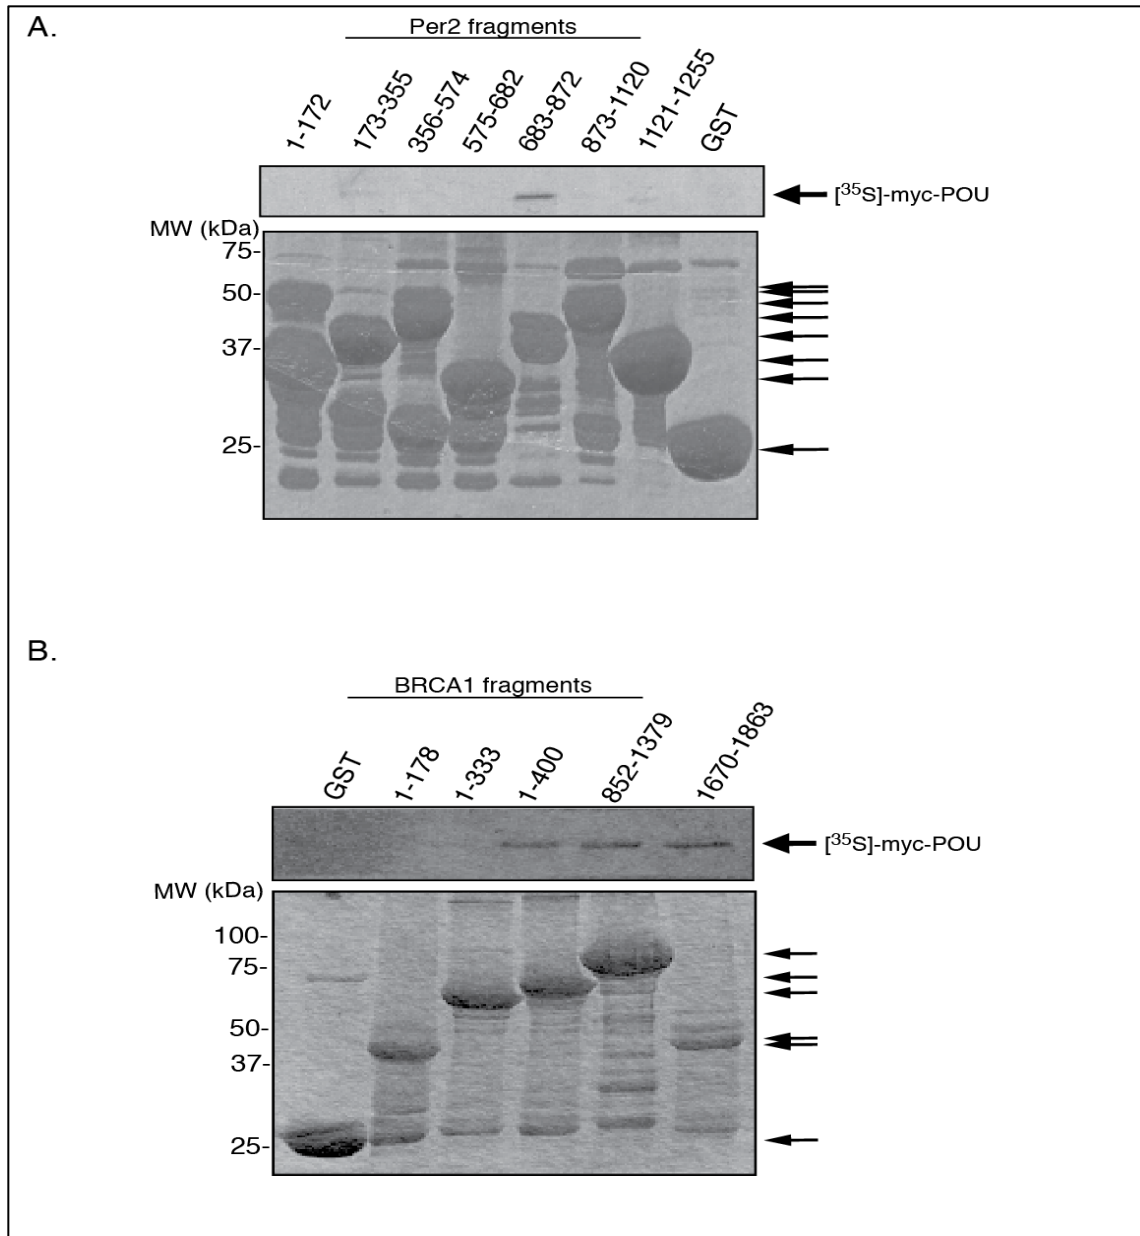 A.
Per2 fragments
1-172
173-355
356-574
575-682
683-872
873-1120
1121-1255
GST
[³⁵S]-myc-POU
MW (kDa)
75-
50-
37-
25-
B.
BRCA1 fragments
GST
1-178
1-333
1-400
852-1379
1670-1863
[³⁵S]-myc-POU
MW (kDa)
100-
75-
50-
37-
25-